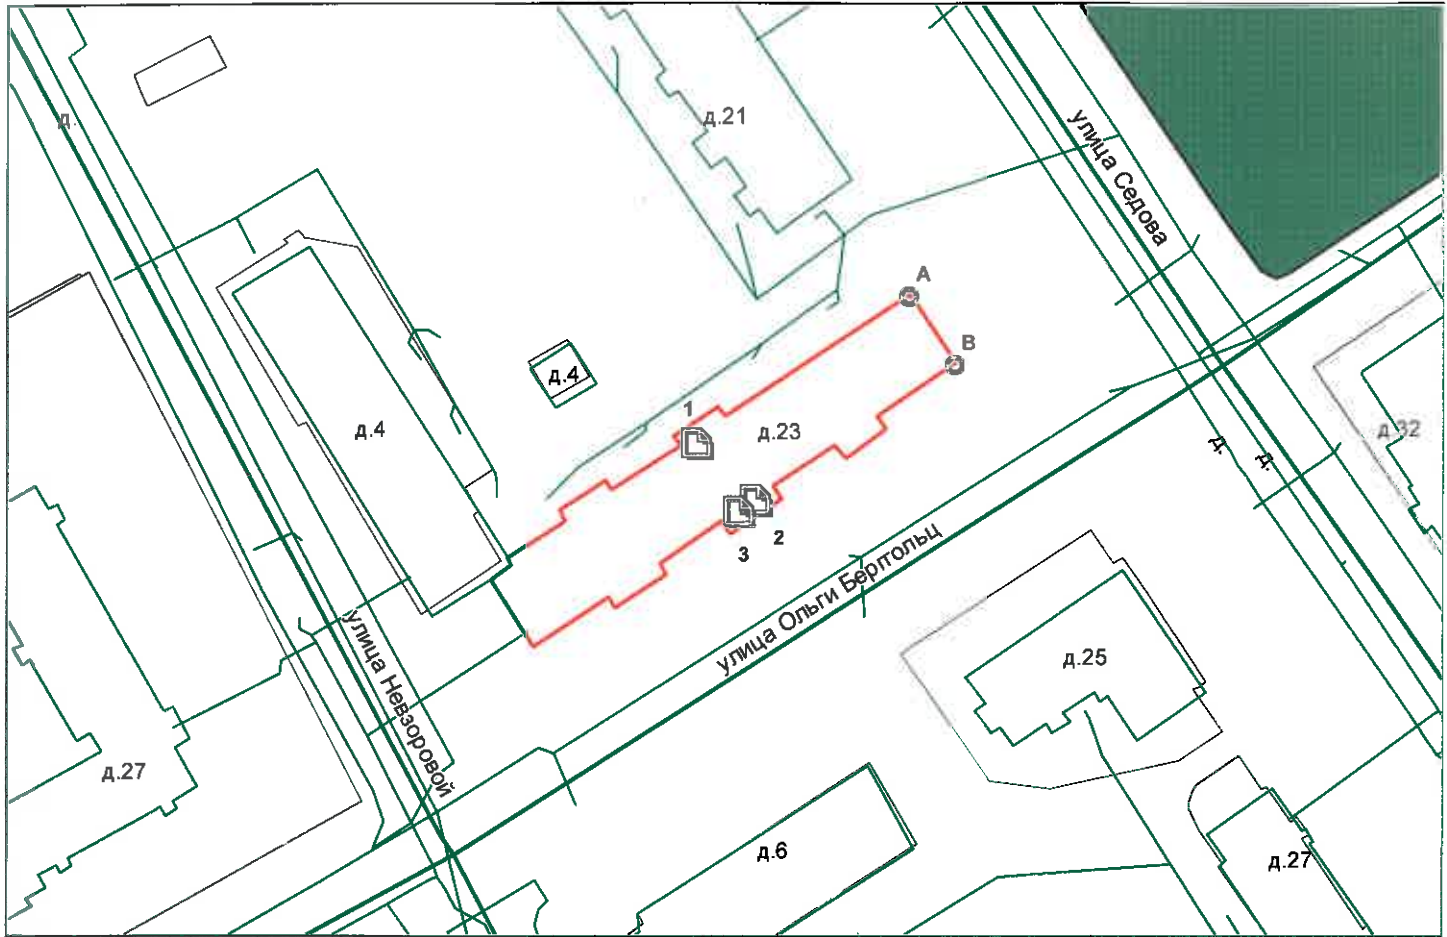 д.
д.21
улица Седова
A
B
д.4
д.4
1
д.23
д.32
д.
д.
2
3
улица Ольги Берггольц
улица Невзоровой
д.25
д.27
д.6
д.27